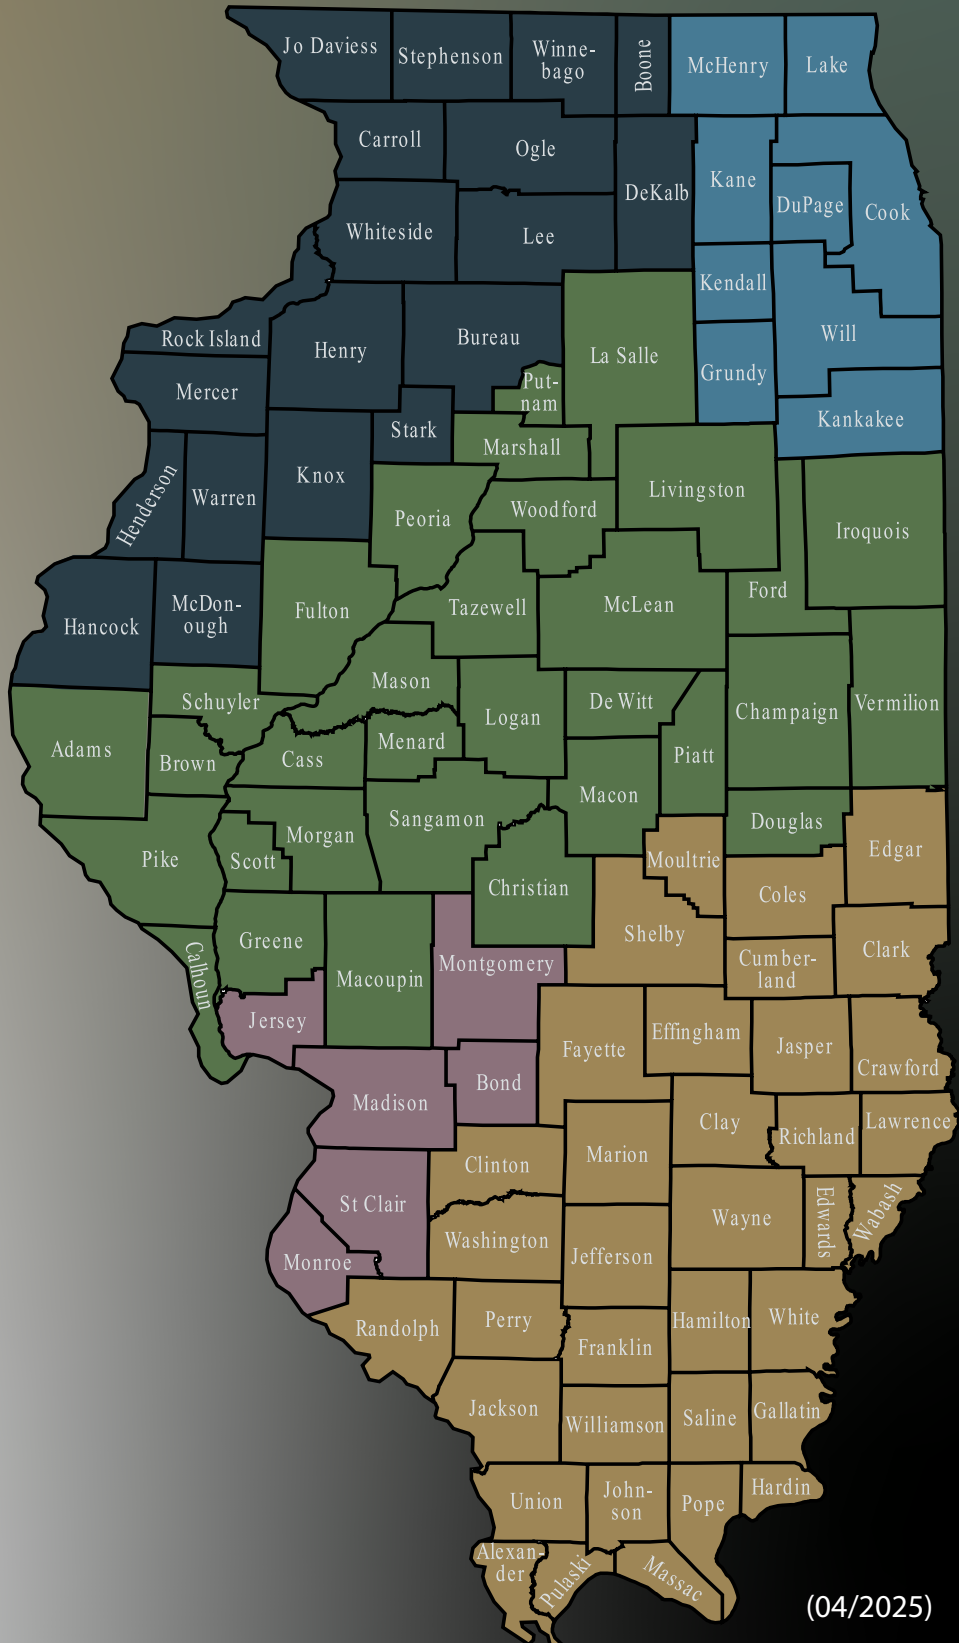 Jo Daviess
Stephenson
Winne-
bago
Boone
McHenry
Lake
Carroll
Ogle
DeKalb
Kane
DuPage
Cook
Whiteside
Lee
Kendall
Rock Island
Henry
Bureau
La Salle
Will
Grundy
Mercer
Put-
nam
Kankakee
Stark
Marshall
Knox
Henderson
Warren
Peoria
Woodford
Livingston
Iroquois
Hancock
McDon-
ough
Fulton
Tazewell
McLean
Ford
Schuyler
Mason
Logan
De Witt
Champaign
Vermilion
Adams
Brown
Cass
Menard
Piatt
Macon
Pike
Scott
Morgan
Sangamon
Douglas
Christian
Moultrie
Edgar
Coles
Calhoun
Greene
Macoupin
Montgomery
Shelby
Cumber-
land
Clark
Jersey
Fayette
Effingham
Jasper
Crawford
Madison
Bond
Clay
Richland
Lawrence
Clinton
Marion
St Clair
Washington
Wayne
Edwards
Wabash
Monroe
Jefferson
Randolph
Perry
Franklin
Hamilton
White
Jackson
Williamson
Saline
Gallatin
Union
John-
son
Pope
Hardin
Alexan-
der
Pulaski
Massac
(04/2025)